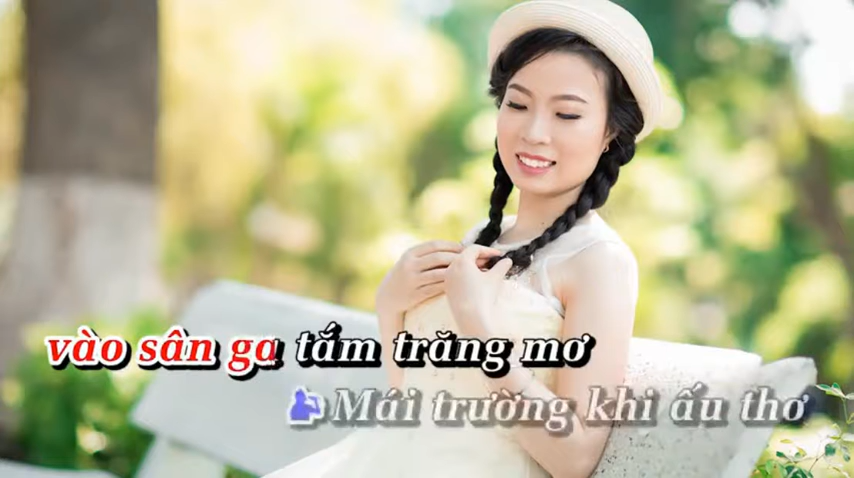 vào sân ga tắm trăng mơ
Mái trường khi ấu thơ